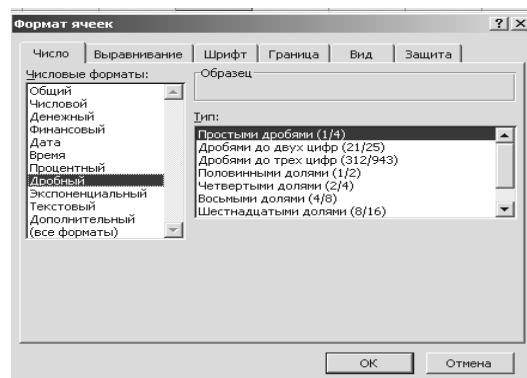 Формат ячеек
Число Выравнивание Шрифт Граница Вид Защита
Числовые форматы:
Общий
Числовой
Денежный
Финансовый
Дата
Время
Процентный
Дробный
Экспоненциальный
Текстовый
Дополнительный
(все форматы)
Образец
Тип:
Простыми дробями (1/4)
Дробями до двух цифр (21/25)
Дробями до трех цифр (312/943)
Половинными долями (1/2)
Четвертыми долями (2/4)
Восьмыми долями (4/8)
Шестнадцатыми долями (8/16)
ОК Отмена